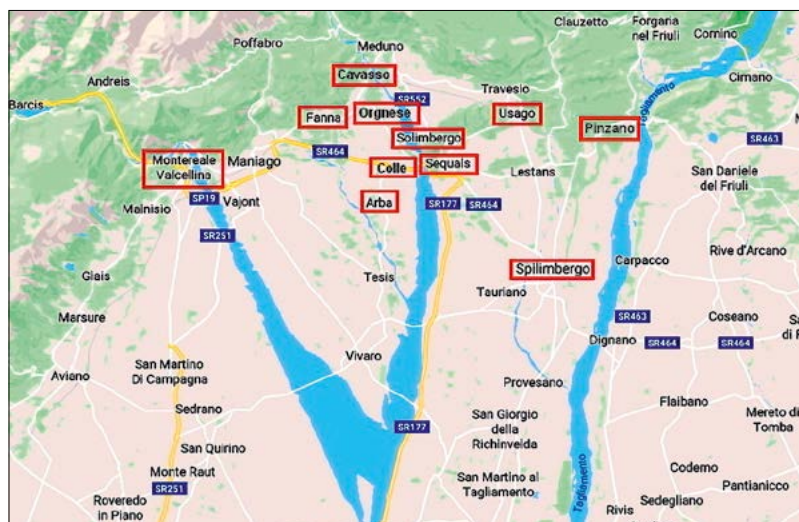 Clauzetto
Forgaria
nel Friuli
Cornino
Poffabro
Meduno
Cavasso
Andreis
Travesio
Cimano
Barcis
SR552
Tagliamento
Fanna
Orgnese
Usago
Pinzano
Solimbergo
SR463
Montereale
Valcellina
Maniago
SR464
Colle
Sequals
Lestans
San Daniele
del Friuli
SP19
Malnisio
Vajont
Arba
SR177
SR464
SR251
Rive d'Arcano
Giais
Tesis
Spilimbergo
Carpacco
Tauriano
Marsure
SR463
Coseano
Dignano
SR464
SR464
Vivaro
San Martino
Di Campagna
Aviano
Provesano
Flaibano
Sedrano
San Giorgio
della
Richinvelda
Mereto di
Tomba
SR177
San Quirino
Monte Raut
San Martino al
Tagliamento
Coderno
Pantianicco
SR251
Tagliamento
Roveredo
in Piano
Rivis
Sedegliano